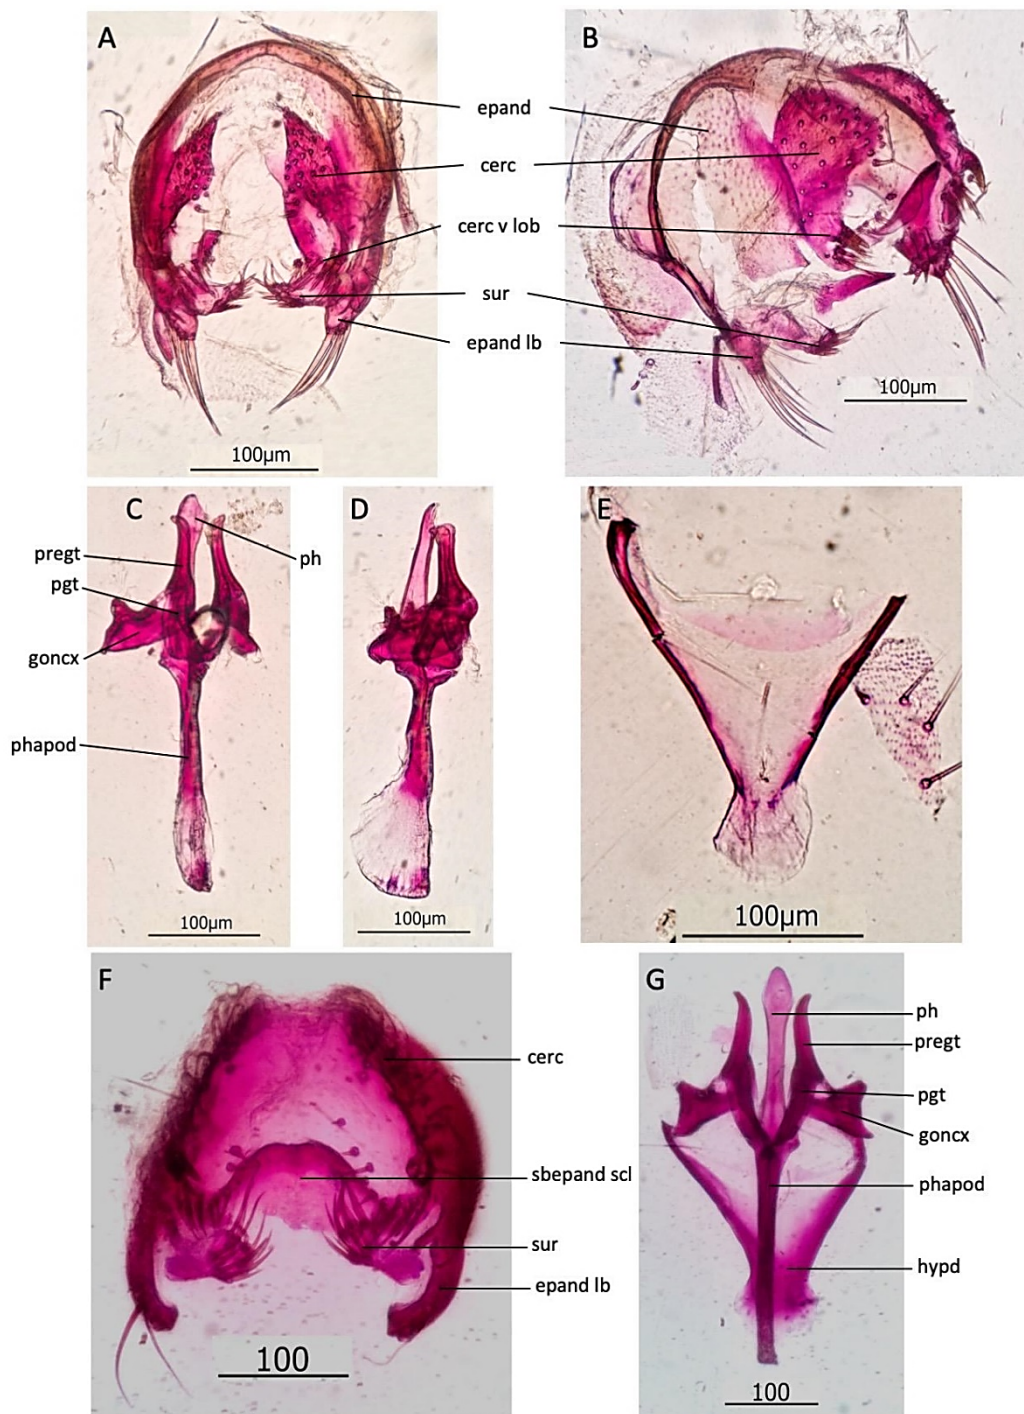 A
B
epand
cerc
cerc v lob
sur
epand lb
100µm
100µm
C
D
E
pregt
pgt
goncx
phapod
ph
100µm
100µm
100µm
F
G
cerc
sbepand scl
sur
epand lb
100
ph
pregt
pgt
goncx
phapod
hypd
100